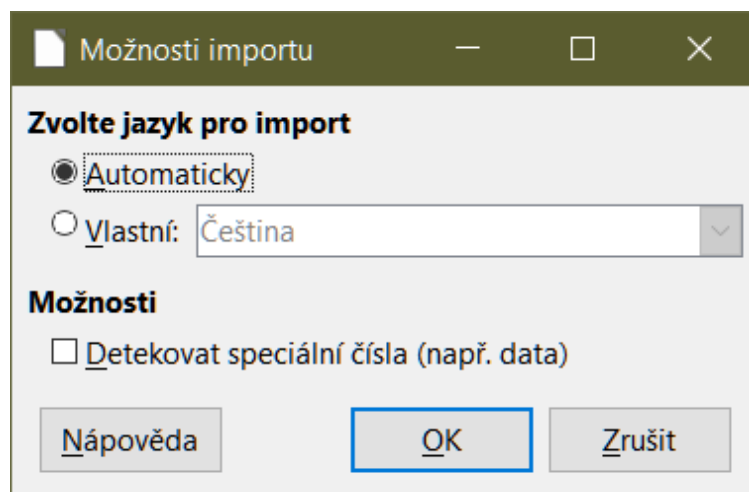 Možnosti importu
Zvolte jazyk pro import
Automaticky
Vlastní: Čeština
Možnosti
Detekovat speciální čísla (např. data)
Nápověda OK Zrušit